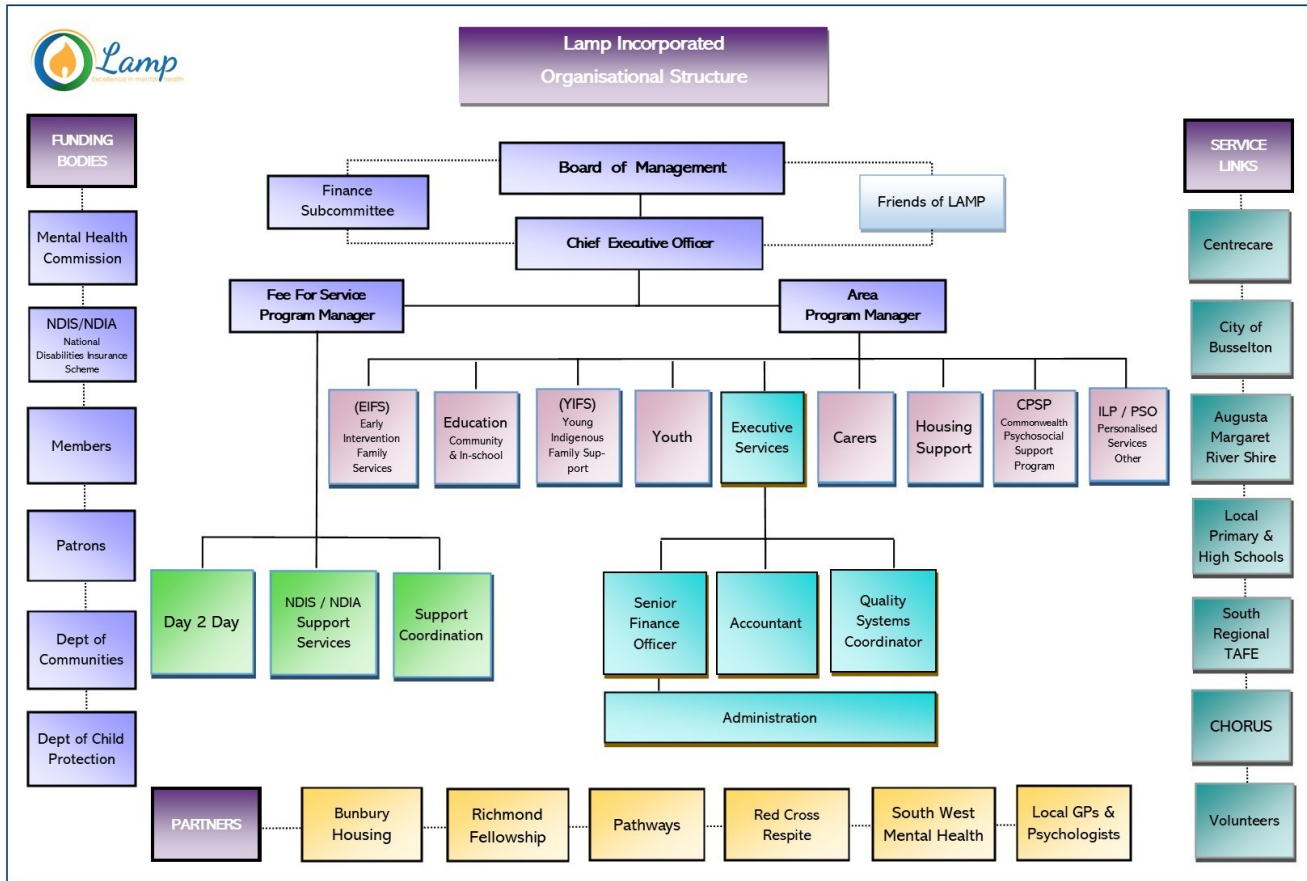 Lamp
Excellence in mental health
Lamp Incorporated
Organisational Structure
FUNDING
BODIES
Mental Health
Commission
NDIS/NDIA
National
Disabilities Insurance
Scheme
Members
Patrons
Dept of
Communities
Dept of Child
Protection
Board of Management
Finance
Subcommittee
Friends of LAMP
Chief Executive Officer
Fee For Service
Program Manager
Area
Program Manager
(EIFS)
Early
Intervention
Family
Services
Education
Community
& In-school
(YIFS)
Young
Indigenous
Family Sup-
port
Youth
Executive
Services
Carers
Housing
Support
CPSP
Commonwealth
Psychosocial
Support
Program
ILP / PSO
Personalised
Services
Other
Day 2 Day
NDIS / NDIA
Support
Services
Support
Coordination
Senior
Finance
Officer
Accountant
Quality
Systems
Coordinator
Administration
SERVICE
LINKS
Centrecare
City of
Busselton
Augusta
Margaret
River Shire
Local
Primary &
High Schools
South
Regional
TAFE
CHORUS
Volunteers
PARTNERS
Bunbury
Housing
Richmond
Fellowship
Pathways
Red Cross
Respite
South West
Mental Health
Local GPs &
Psychologists